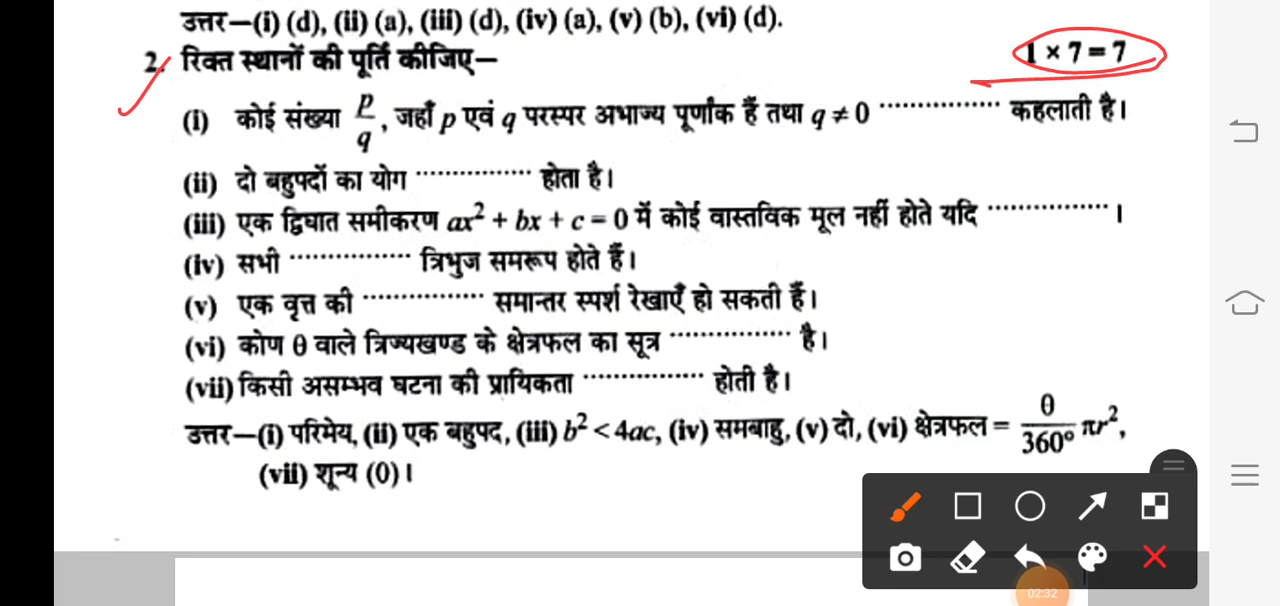 उत्तर—(i) (d), (ii) (a), (iii) (d), (iv) (a), (v) (b), (vi) (d).
2. रिक्त स्थानों की पूर्ति कीजिए— 1 × 7 = 7
(i) कोई संख्या p/q, जहाँ p एवं q परस्पर अभाज्य पूर्णांक हैं तथा q ≠ 0 ................ कहलाती है।
(ii) दो बहुपदों का योग ............... होता है।
(iii) एक द्विघात समीकरण ax² + bx + c = 0 में कोई वास्तविक मूल नहीं होते यदि ................ ।
(iv) सभी ................ त्रिभुज समरूप होते हैं।
(v) एक वृत्त की ................ समान्तर स्पर्श रेखाएँ हो सकती हैं।
(vi) कोण θ वाले त्रिज्यखण्ड के क्षेत्रफल का सूत्र ................ है।
(vii) किसी असम्भव घटना की प्रायिकता ................ होती है।
उत्तर—(i) परिमेय, (ii) एक बहुपद, (iii) b² < 4ac, (iv) समबाहु, (v) दो, (vi) क्षेत्रफल = θ/360° πr²,
(vii) शून्य (0)।
02:32